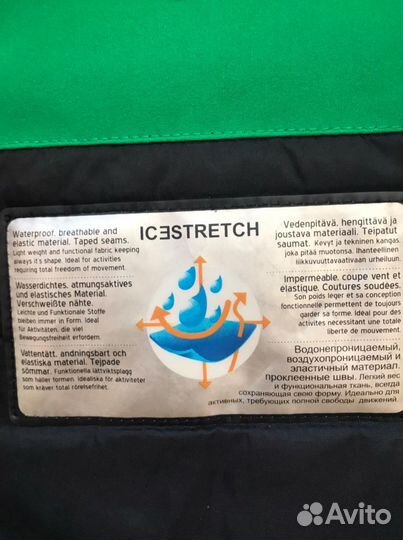 Waterproof, breathable and
elastic material. Taped seams.
Light weight and functional fabric keeping
always it's shape. Ideal for activities
requiring total freedom of movement.
Wasserdichtes, atmungsaktives
und elastisches Material.
Verschweißte nähte.
Leichte und Funktionale Stoffe
bleiben immer in Form. Ideal
für Aktivitäten, die viel
Bewegungsfreiheit erfordern.
Vattentätt, andningsbart och
elastiska material. Tejpade
sömmar. Funktionella lättviktsplagg
som håller formen. Idealiska för aktiviteter
som kräver total rörelsefrihet.
ICESTRETCH
Vedenpitävä, hengittävä ja
joustava materiaali. Teipatut
saumat. Kevyt ja tekninen kangas,
joka pitää muotonsa. Ihanteellinen
liikkuvuuttavaativaan urheiluun.
Impermeable, coupe vent et
elastique. Coutures soudées.
Son poids léger et sa conception
fonctionnelle permettent de toujours
garder sa forme. Ideal pour des
activites necessitant une totale
liberté de mouvement.
Водонепроницаемый,
воздухопроницаемый и
эластичный материал.
проклеенные швы. Легкий вес
и функциональная ткань, всегда
сохраняющая свою форму. Идеально для
активных, требующих полной свободы движений.
Avito